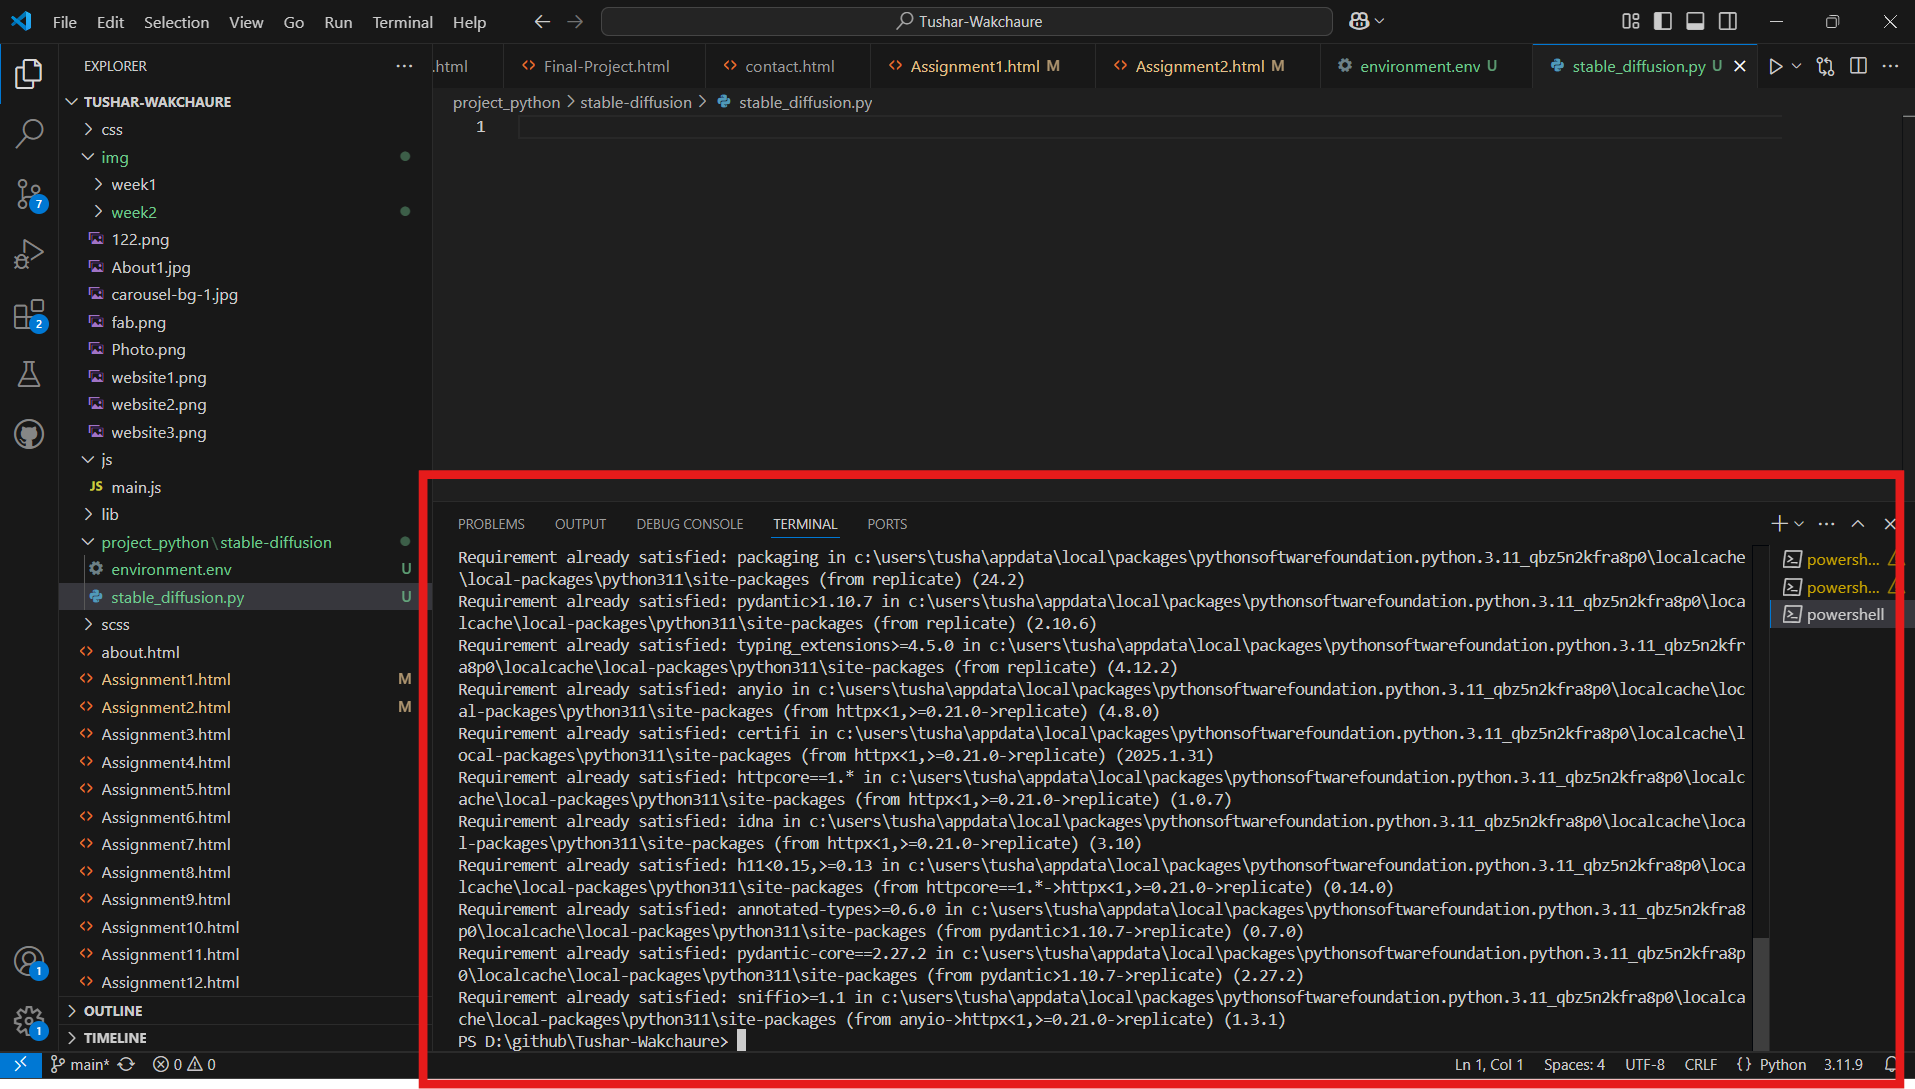 File Edit Selection View Go Run Terminal Help
Tushar-Wakchaure
EXPLORER
.html
Final-Project.html
contact.html
Assignment1.html M
Assignment2.html M
environment.env U
stable_diffusion.py U
TUSHAR-WAKCHAURE
project_python > stable-diffusion > stable_diffusion.py
1
css
img
week1
week2
122.png
About1.jpg
carousel-bg-1.jpg
fab.png
Photo.png
website1.png
website2.png
website3.png
js
JS main.js
lib
project_python\stable-diffusion
environment.env U
stable_diffusion.py U
scss
about.html
Assignment1.html M
Assignment2.html M
Assignment3.html
Assignment4.html
Assignment5.html
Assignment6.html
Assignment7.html
Assignment8.html
Assignment9.html
Assignment10.html
Assignment11.html
Assignment12.html
OUTLINE
TIMELINE
7
2
1
1
PROBLEMS OUTPUT DEBUG CONSOLE TERMINAL PORTS
Requirement already satisfied: packaging in c:\users\tusha\appdata\local\packages\pythonsoftwarefoundation.python.3.11_qbz5n2kfra8p0\localcache
\local-packages\python311\site-packages (from replicate) (24.2)
Requirement already satisfied: pydantic>1.10.7 in c:\users\tusha\appdata\local\packages\pythonsoftwarefoundation.python.3.11_qbz5n2kfra8p0\loca
lcache\local-packages\python311\site-packages (from replicate) (2.10.6)
Requirement already satisfied: typing_extensions>=4.5.0 in c:\users\tusha\appdata\local\packages\pythonsoftwarefoundation.python.3.11_qbz5n2kfr
a8p0\localcache\local-packages\python311\site-packages (from replicate) (4.12.2)
Requirement already satisfied: anyio in c:\users\tusha\appdata\local\packages\pythonsoftwarefoundation.python.3.11_qbz5n2kfra8p0\localcache\loc
al-packages\python311\site-packages (from httpx<1,>=0.21.0->replicate) (4.8.0)
Requirement already satisfied: certifi in c:\users\tusha\appdata\local\packages\pythonsoftwarefoundation.python.3.11_qbz5n2kfra8p0\localcache\l
ocal-packages\python311\site-packages (from httpx<1,>=0.21.0->replicate) (2025.1.31)
Requirement already satisfied: httpcore==1.* in c:\users\tusha\appdata\local\packages\pythonsoftwarefoundation.python.3.11_qbz5n2kfra8p0\localc
ache\local-packages\python311\site-packages (from httpx<1,>=0.21.0->replicate) (1.0.7)
Requirement already satisfied: idna in c:\users\tusha\appdata\local\packages\pythonsoftwarefoundation.python.3.11_qbz5n2kfra8p0\localcache\loca
l-packages\python311\site-packages (from httpx<1,>=0.21.0->replicate) (3.10)
Requirement already satisfied: h11<0.15,>=0.13 in c:\users\tusha\appdata\local\packages\pythonsoftwarefoundation.python.3.11_qbz5n2kfra8p0\loca
lcache\local-packages\python311\site-packages (from httpcore==1.*->httpx<1,>=0.21.0->replicate) (0.14.0)
Requirement already satisfied: annotated-types>=0.6.0 in c:\users\tusha\appdata\local\packages\pythonsoftwarefoundation.python.3.11_qbz5n2kfra8
p0\localcache\local-packages\python311\site-packages (from pydantic>1.10.7->replicate) (0.7.0)
Requirement already satisfied: pydantic-core==2.27.2 in c:\users\tusha\appdata\local\packages\pythonsoftwarefoundation.python.3.11_qbz5n2kfra8p
0\localcache\local-packages\python311\site-packages (from pydantic>1.10.7->replicate) (2.27.2)
Requirement already satisfied: sniffio>=1.1 in c:\users\tusha\appdata\local\packages\pythonsoftwarefoundation.python.3.11_qbz5n2kfra8p0\localca
che\local-packages\python311\site-packages (from anyio->httpx<1,>=0.21.0->replicate) (1.3.1)
PS D:\github\Tushar-Wakchaure>
powersh...
powersh...
powershell
main* 0 0
Ln 1, Col 1 Spaces: 4 UTF-8 CRLF {} Python 3.11.9